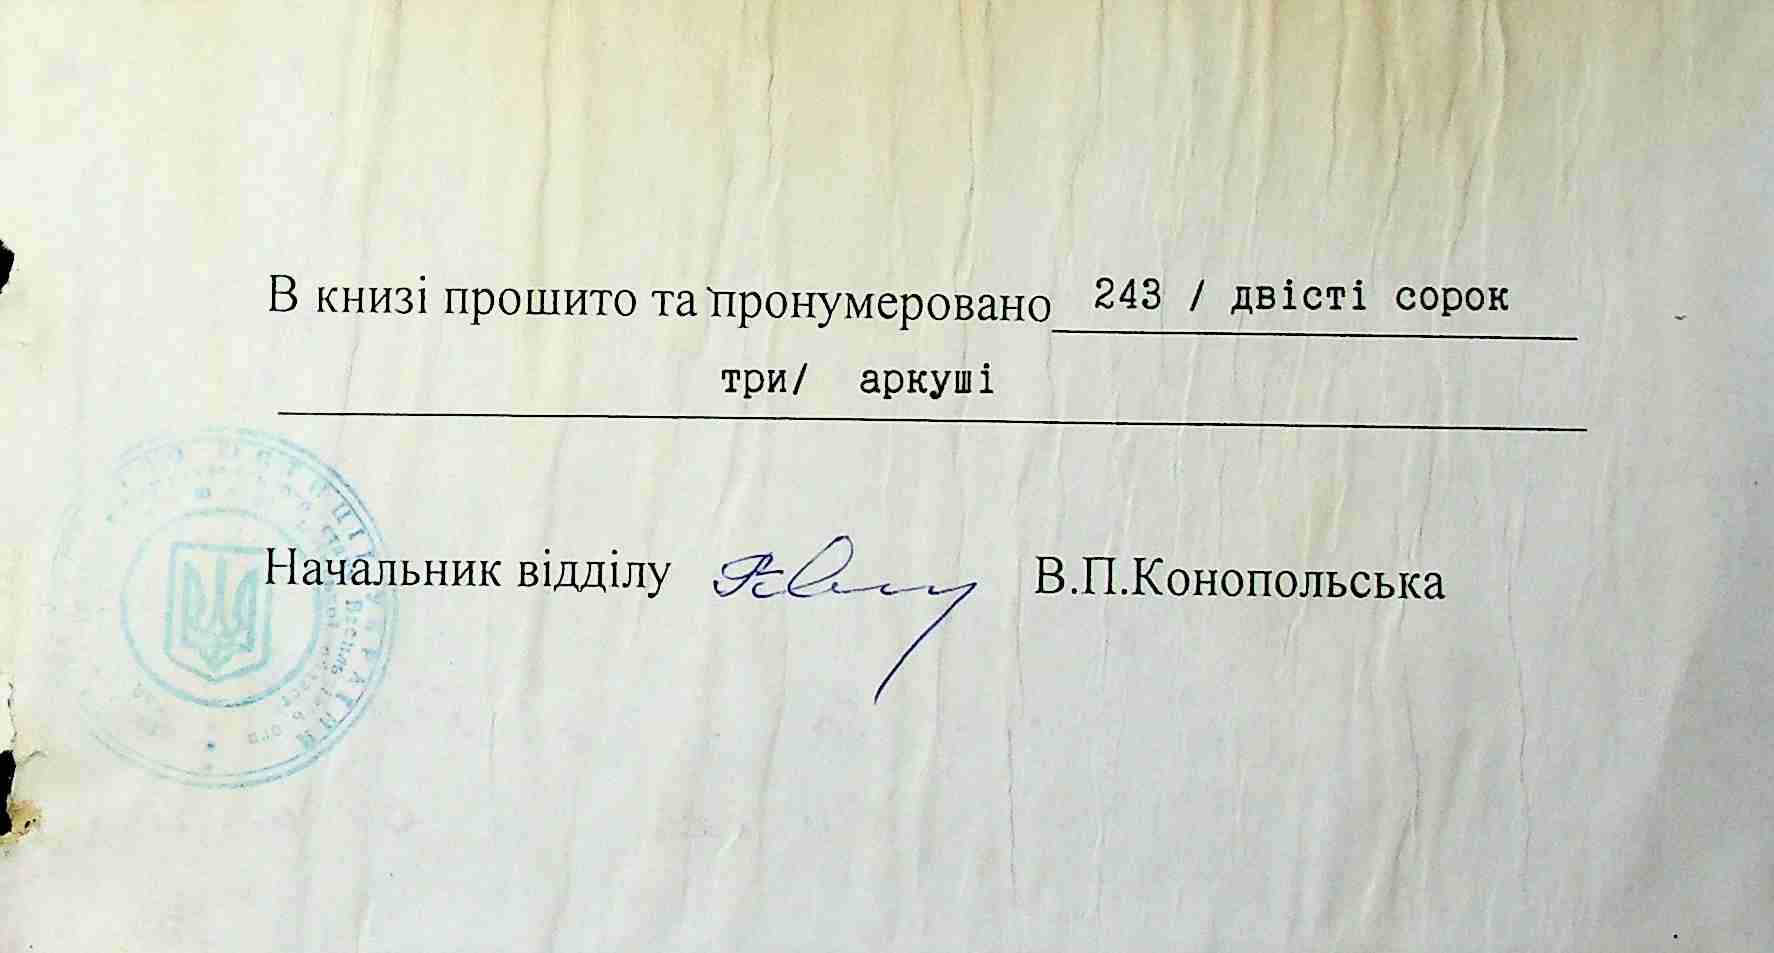 В книзі прошито та пронумеровано 243 / двісті сорок
три/ аркуші
Начальник відділу В.П.Конопольська